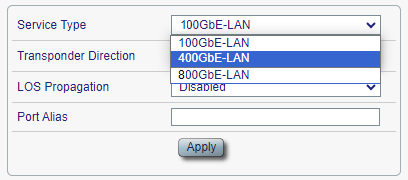 Service Type 100GbE-LAN
100GbE-LAN
Transponder Direction 400GbE-LAN
800GbE-LAN
LOS Propagation Disabled
Port Alias
Apply